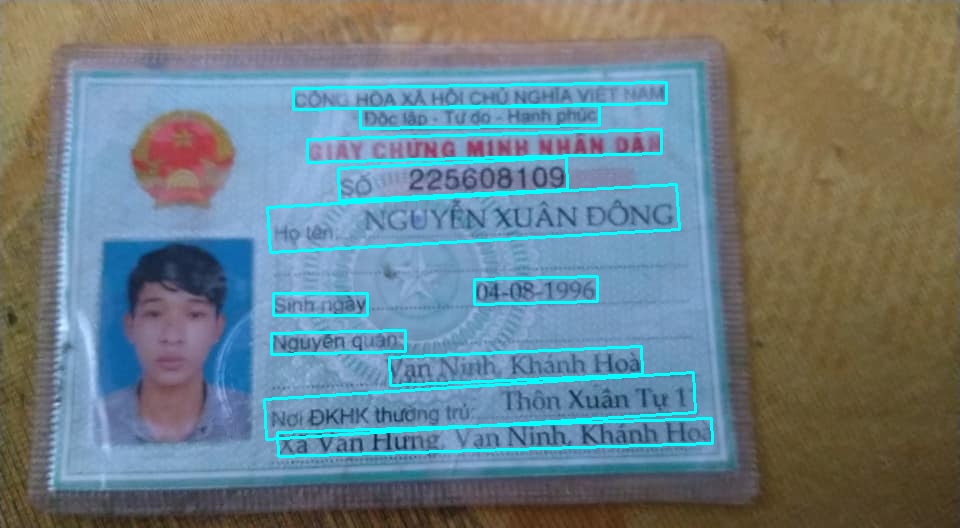 CỘNG HÒA XÃ HỘI CHỦ NGHĨA VIỆT NAM
Độc lập - Tự do - Hạnh phúc
GIẤY CHỨNG MINH NHÂN DÂN
SỐ 225608109
Họ tên: NGUYỄN XUÂN ĐÔNG
Sinh ngày 04-08-1996
Nguyên quán:
Vạn Ninh, Khánh Hoà
Nơi ĐKHK thường trú: Thôn Xuân Tự 1
Xã Vạn Hưng, Vạn Ninh, Khánh Hoà